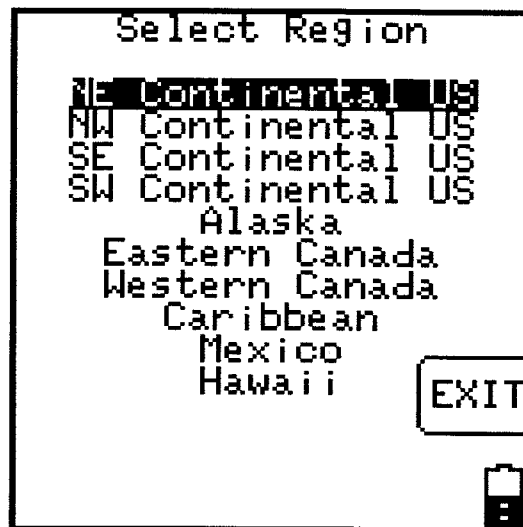 Select Region
NE Continental US
NW Continental US
SE Continental US
SW Continental US
Alaska
Eastern Canada
Western Canada
Caribbean
Mexico
Hawaii
EXIT